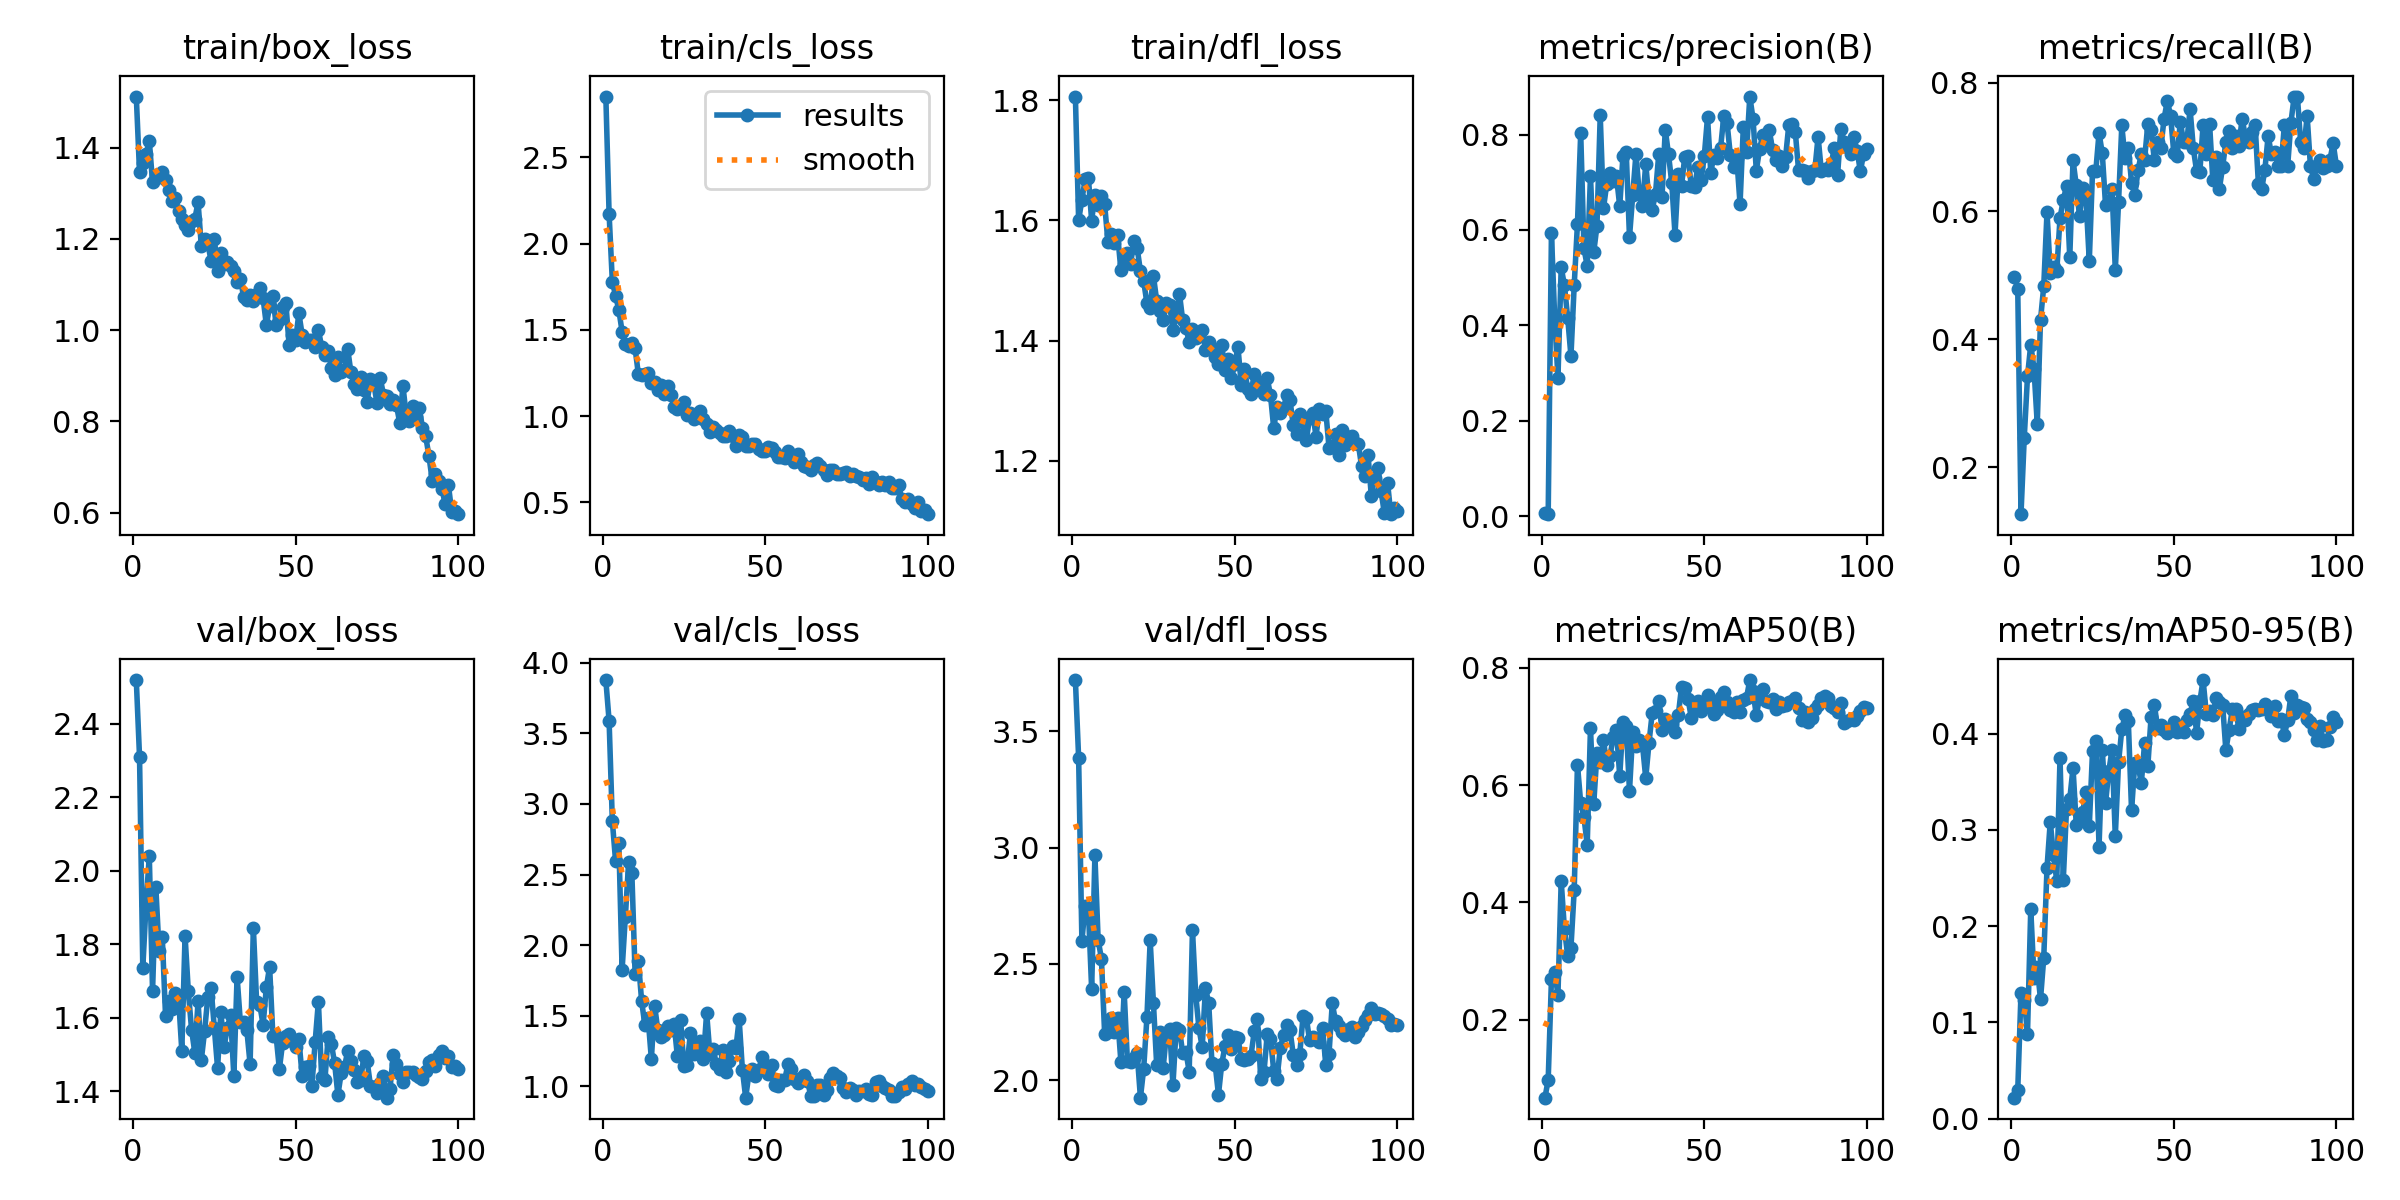 train/box_loss
1.4
1.2
1.0
0.8
0.6
0 50 100
train/cls_loss
results
smooth
2.5
2.0
1.5
1.0
0.5
0 50 100
train/dfl_loss
1.8
1.6
1.4
1.2
0 50 100
metrics/precision(B)
0.8
0.6
0.4
0.2
0.0
0 50 100
metrics/recall(B)
0.8
0.6
0.4
0.2
0 50 100
val/box_loss
2.4
2.2
2.0
1.8
1.6
1.4
0 50 100
val/cls_loss
4.0
3.5
3.0
2.5
2.0
1.5
1.0
0 50 100
val/dfl_loss
3.5
3.0
2.5
2.0
0 50 100
metrics/mAP50(B)
0.8
0.6
0.4
0.2
0 50 100
metrics/mAP50-95(B)
0.4
0.3
0.2
0.1
0.0
0 50 100